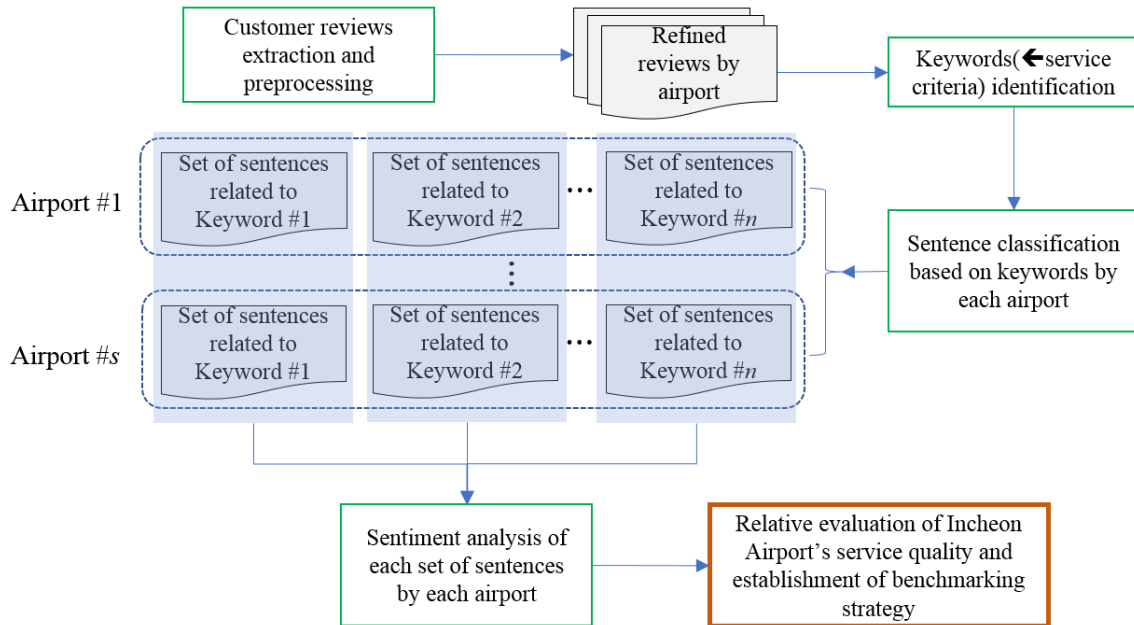 Customer reviews
extraction and
preprocessing
Refined
reviews by
airport
Keywords(🡸service
criteria) identification
Airport #1
Set of sentences
related to
Keyword #1
Set of sentences
related to
Keyword #2
...
Set of sentences
related to
Keyword #n
Sentence classification
based on keywords by
each airport
...
Airport #s
Set of sentences
related to
Keyword #1
Set of sentences
related to
Keyword #2
...
Set of sentences
related to
Keyword #n
Sentiment analysis of
each set of sentences
by each airport
Relative evaluation of Incheon
Airport’s service quality and
establishment of benchmarking
strategy